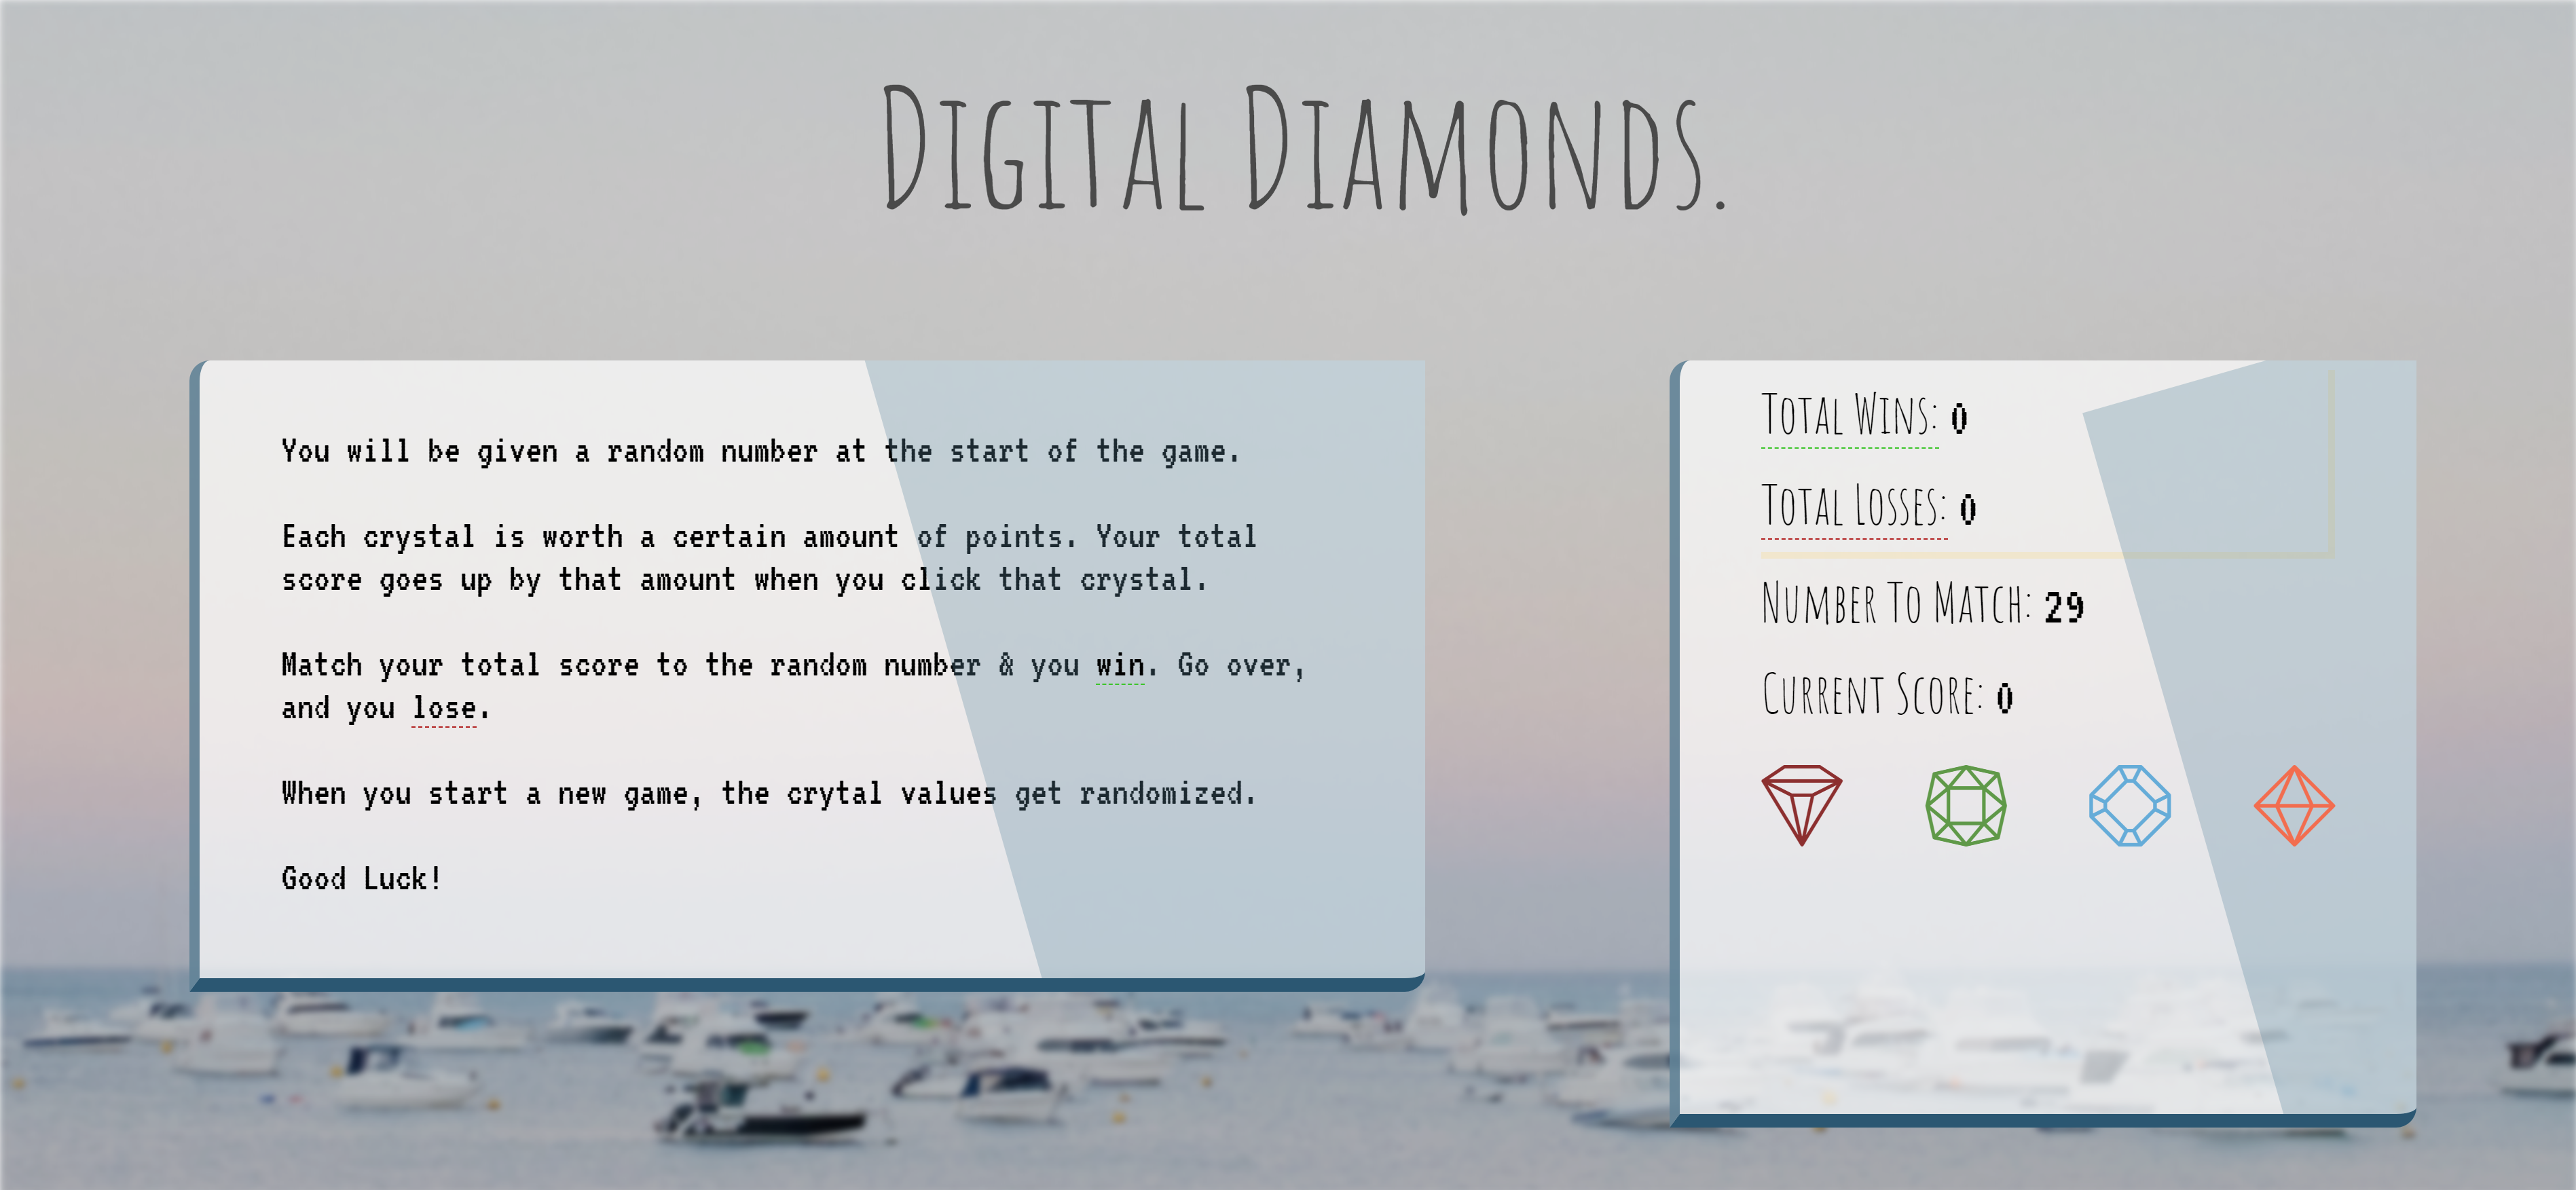 Digital Diamonds.
You will be given a random number at the start of the game.
Each crystal is worth a certain amount of points. Your total
score goes up by that amount when you click that crystal.
Match your total score to the random number & you win. Go over,
and you lose.
When you start a new game, the crytal values get randomized.
Good Luck!
Total Wins: 0
Total Losses: 0
Number To Match: 29
Current Score: 0